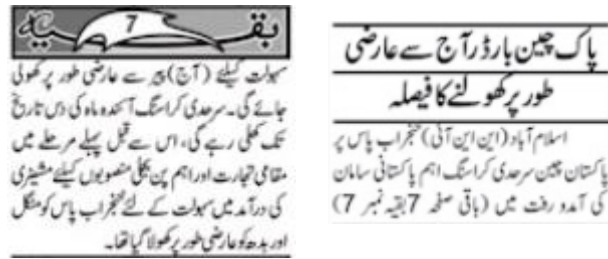 پاک چین بارڈر آج سے عارضی
طور پر کھولنے کا فیصلہ
اسلام آباد (این این آئی) خنجراب پاس پر
پاکستان چین سرحدی کراسنگ اہم پاکستانی سامان
کی آمدو رفت میں (باقی صفحہ 7 بقیہ نمبر 7)
بقیہ 7
سہولت کیلئے (آج) پیر سے عارضی طور پر کھولی
جائے گی۔ سرحدی کراسنگ آئندہ ماہ کی دس تاریخ
تک کھلی رہے گی، اس سے قبل پہلے مرحلے میں
مقامی تجارت اور اہم پن بجلی منصوبوں کیلئے مشینری
کی درآمد میں سہولت کے لئے خنجراب پاس کو منگل
اور بدھ کو عارضی طور پر کھولا گیا تھا۔